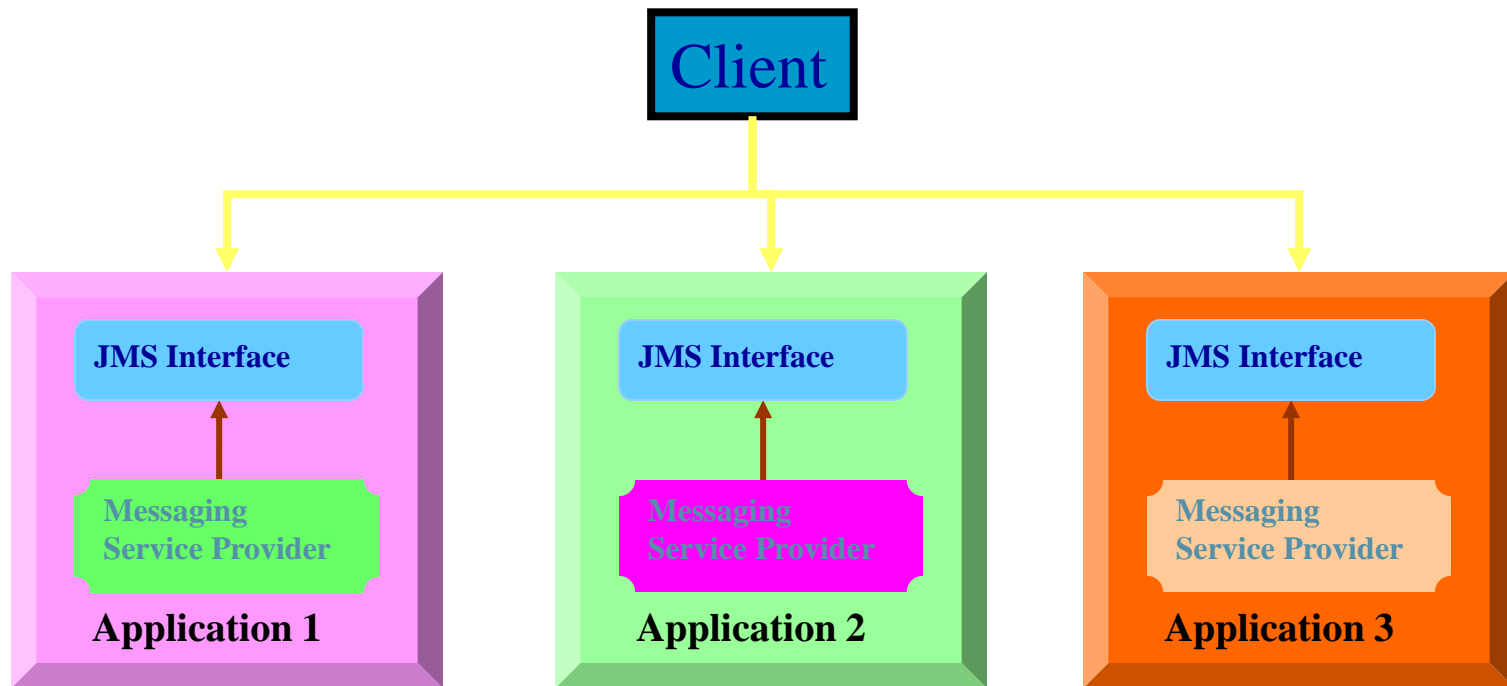 Client
JMS Interface
JMS Interface
JMS Interface
Messaging
Service Provider
Messaging
Service Provider
Messaging
Service Provider
Application 1
Application 2
Application 3